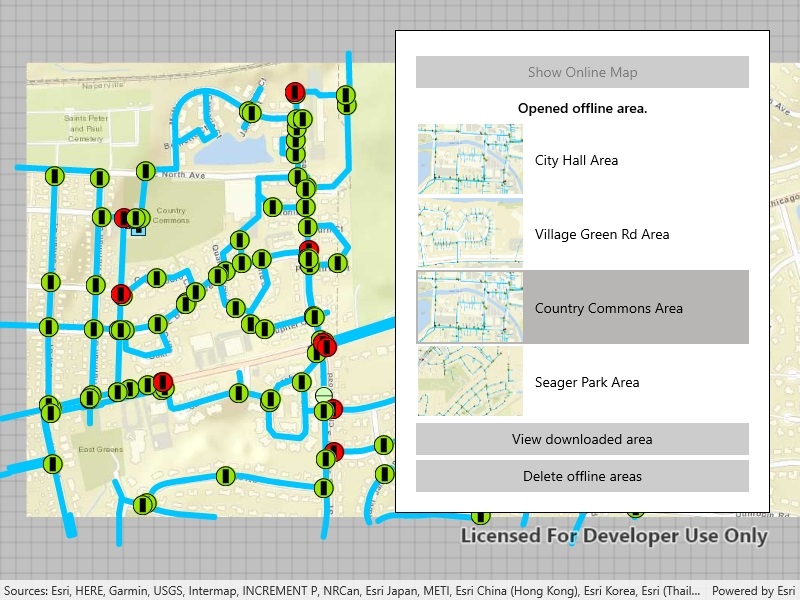 Show Online Map
Opened offline area.
City Hall Area
Village Green Rd Area
Country Commons Area
Seager Park Area
View downloaded area
Delete offline areas
Naperville
Saints Peter
and Paul
Cemetery
North Ave
Country
Commons
East Greens
Licensed For Developer Use Only
Sources: Esri, HERE, Garmin, USGS, Intermap, INCREMENT P, NRCan, Esri Japan, METI, Esri China (Hong Kong), Esri Korea, Esri (Thail...
Powered by Esri